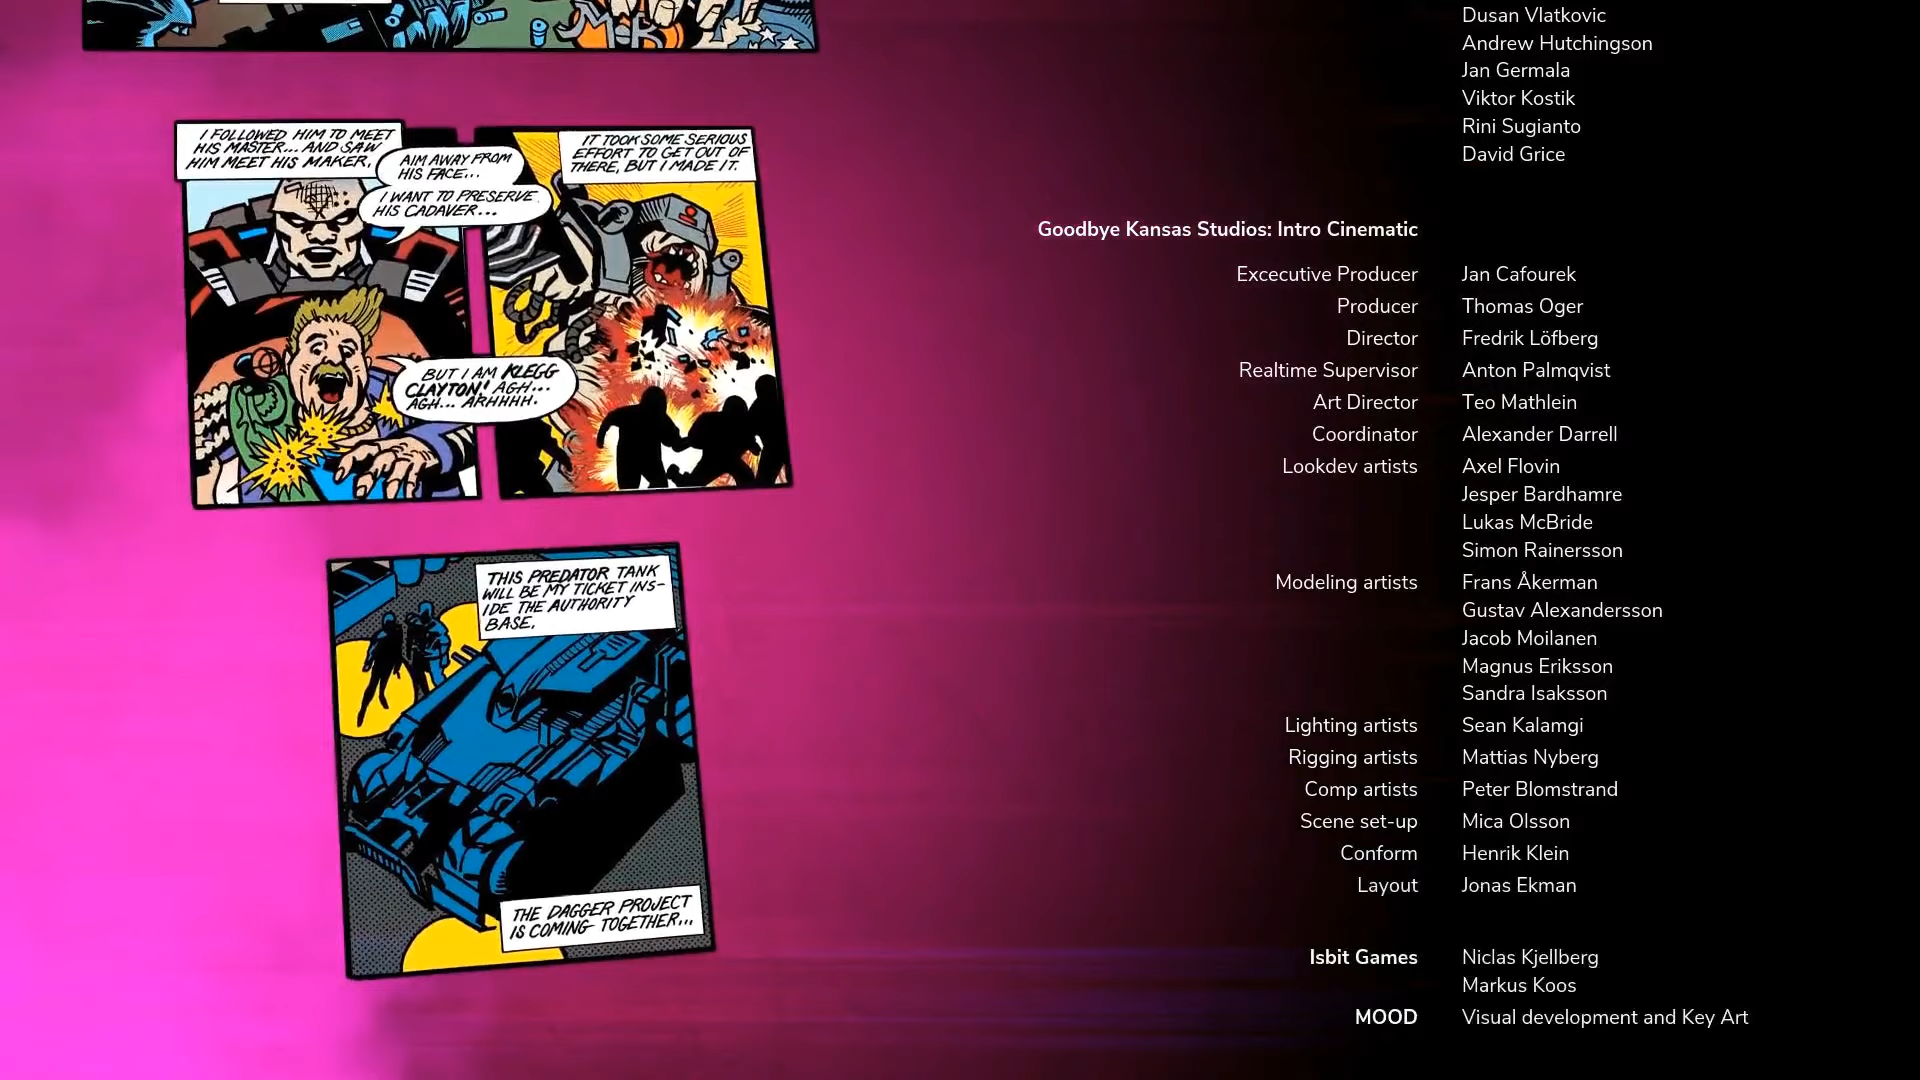 I FOLLOWED HIM TO MEET
HIS MASTER... AND SAW
HIM MEET HIS MAKER.
AIM AWAY FROM
HIS FACE...
I WANT TO PRESERVE
HIS CADAVER...
BUT I AM KLEGG
CLAYTON! AGH...
AGH... ARHHHH.
IT TOOK SOME SERIOUS
EFFORT TO GET OUT OF
THERE, BUT I MADE IT.
THIS PREDATOR TANK
WILL BE MY TICKET INS-
IDE THE AUTHORITY
BASE.
THE DAGGER PROJECT
IS COMING TOGETHER...
Dusan Vlatkovic
Andrew Hutchingson
Jan Germala
Viktor Kostik
Rini Sugianto
David Grice
Goodbye Kansas Studios: Intro Cinematic
Excecutive Producer Jan Cafourek
Producer Thomas Oger
Director Fredrik Löfberg
Realtime Supervisor Anton Palmqvist
Art Director Teo Mathlein
Coordinator Alexander Darrell
Lookdev artists Axel Flovin
Jesper Bardhamre
Lukas McBride
Simon Rainersson
Modeling artists Frans Åkerman
Gustav Alexandersson
Jacob Moilanen
Magnus Eriksson
Sandra Isaksson
Lighting artists Sean Kalamgi
Rigging artists Mattias Nyberg
Comp artists Peter Blomstrand
Scene set-up Mica Olsson
Conform Henrik Klein
Layout Jonas Ekman
Isbit Games Niclas Kjellberg
Markus Koos
MOOD Visual development and Key Art